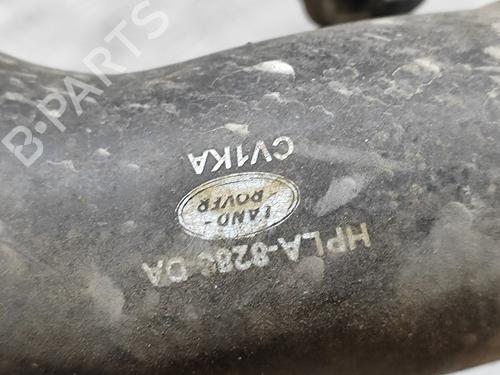 B-PARTS
CV1KA
LAND-
-ROVER